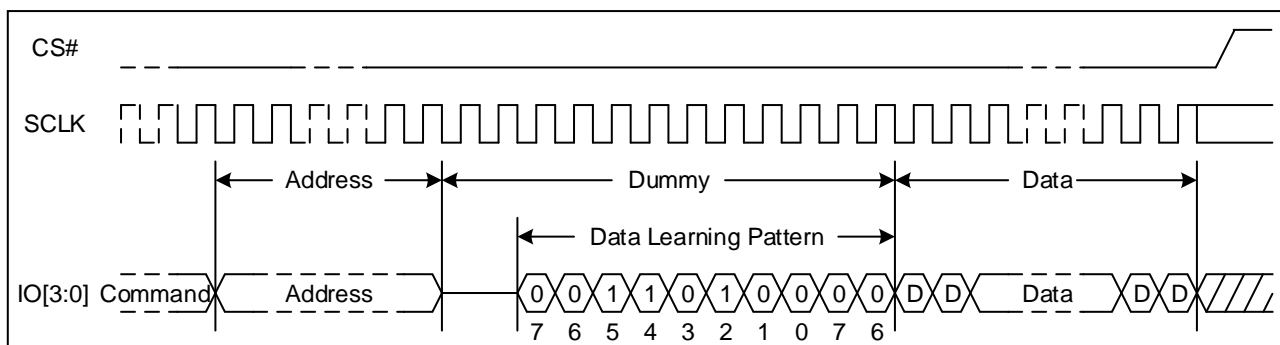 CS#
SCLK
Address Dummy Data
Data Learning Pattern
IO[3:0] Command Address 0 0 1 1 0 1 0 0 0 0 D D Data D D
7 6 5 4 3 2 1 0 7 6